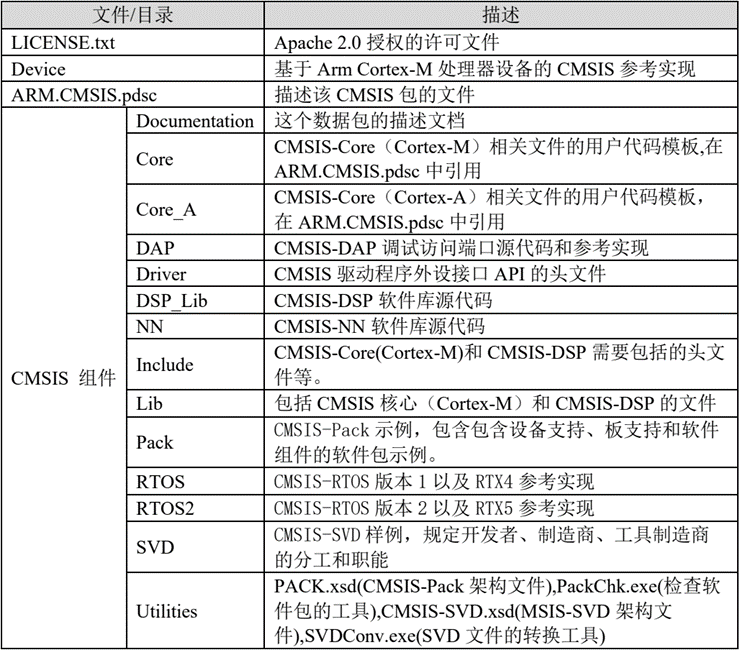 文件/目录 描述
LICENSE.txt Apache 2.0 授权的许可文件
Device 基于 Arm Cortex-M 处理器设备的 CMSIS 参考实现
ARM.CMSIS.pdsc 描述该 CMSIS 包的文件
CMSIS 组件
Documentation 这个数据包的描述文档
Core CMSIS-Core（Cortex-M）相关文件的用户代码模板,在
ARM.CMSIS.pdsc 中引用
Core_A CMSIS-Core（Cortex-A）相关文件的用户代码模板，
在 ARM.CMSIS.pdsc 中引用
DAP CMSIS-DAP 调试访问端口源代码和参考实现
Driver CMSIS 驱动程序外设接口 API 的头文件
DSP_Lib CMSIS-DSP 软件库源代码
NN CMSIS-NN 软件库源代码
Include CMSIS-Core(Cortex-M)和 CMSIS-DSP 需要包括的头文
件等。
Lib 包括 CMSIS 核心（Cortex-M）和 CMSIS-DSP 的文件
Pack CMSIS-Pack 示例，包含包含设备支持、板支持和软件
组件的软件包示例。
RTOS CMSIS-RTOS 版本 1 以及 RTX4 参考实现
RTOS2 CMSIS-RTOS 版本 2 以及 RTX5 参考实现
SVD CMSIS-SVD 样例，规定开发者、制造商、工具制造商
的分工和职能
Utilities PACK.xsd(CMSIS-Pack 架构文件),PackChk.exe(检查软
件包的工具),CMSIS-SVD.xsd(MSIS-SVD 架构文
件),SVDConv.exe(SVD 文件的转换工具)